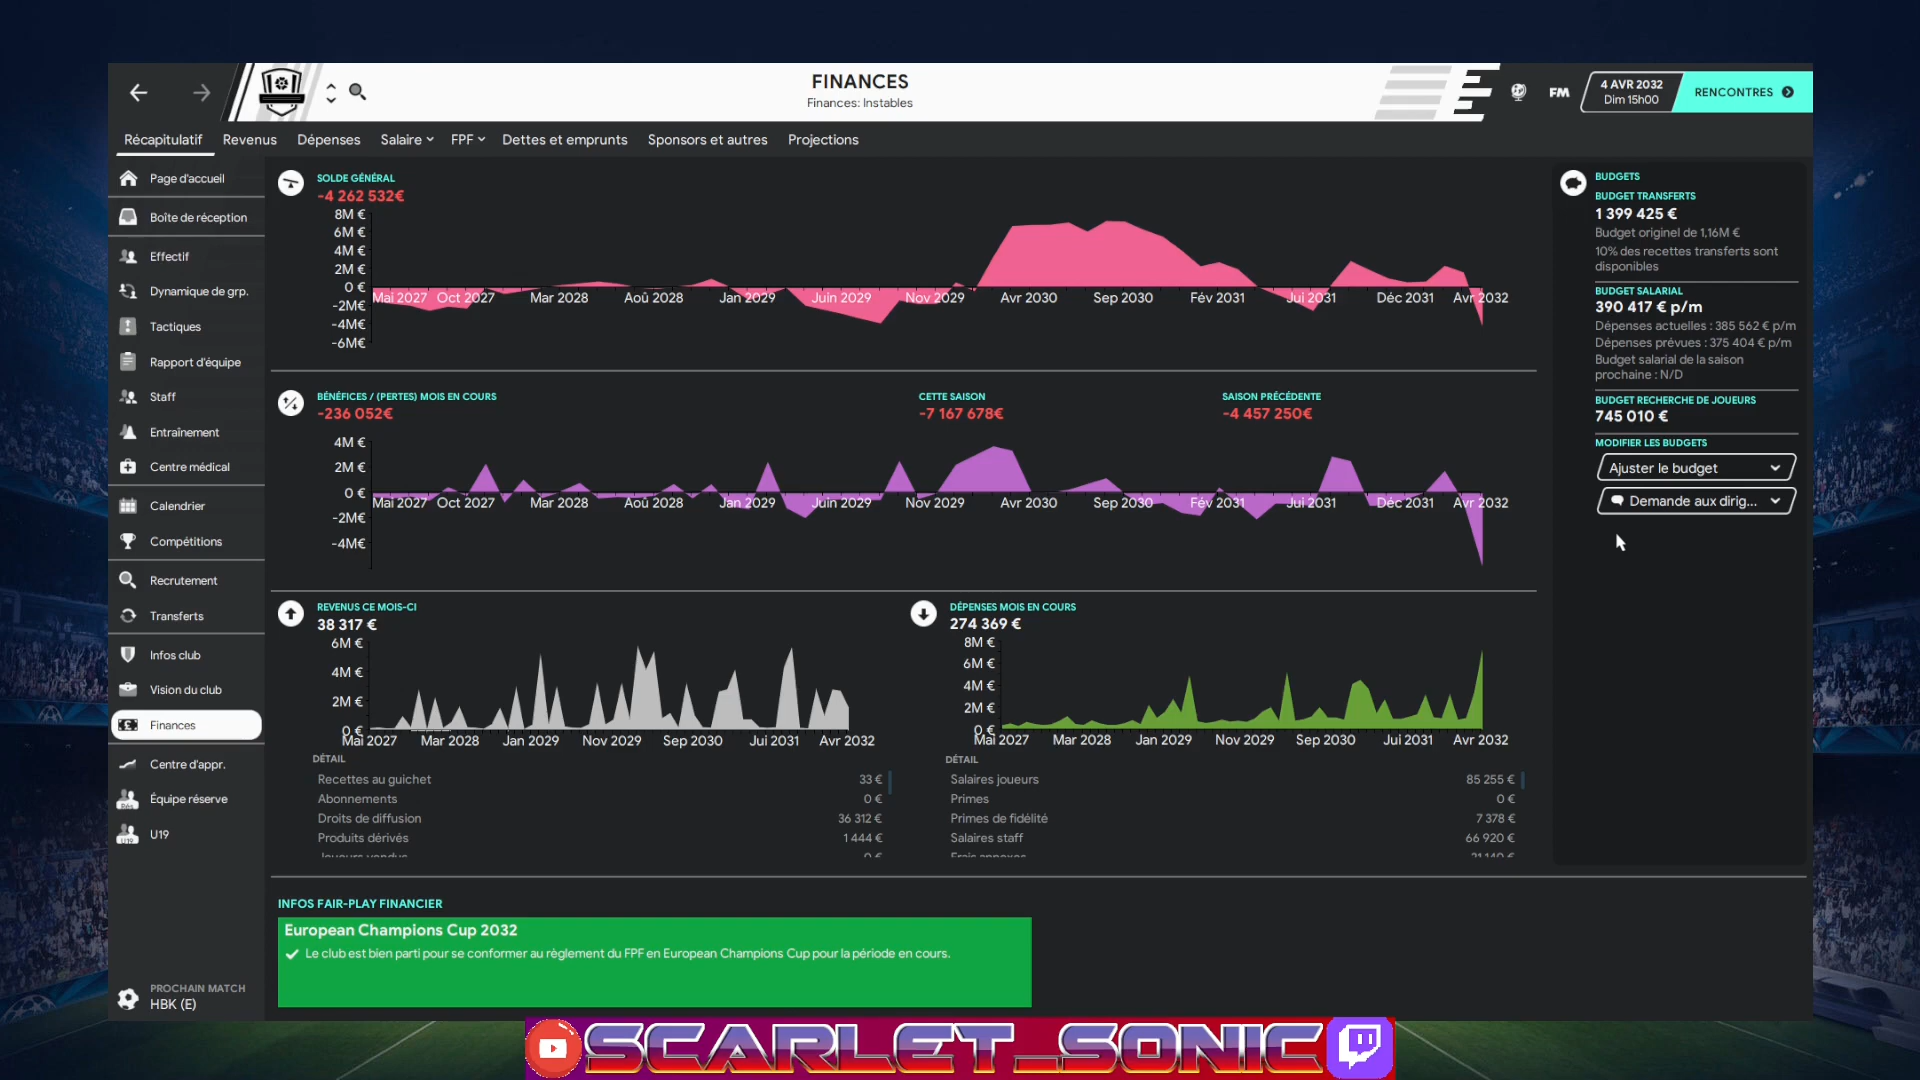 FINANCES
Finances: Instables
FM
4 AVR 2032
Dim 15h00
RENCONTRES
Récapitulatif
Revenus
Dépenses
Salaire
FPF
Dettes et emprunts
Sponsors et autres
Projections
Page d'accueil
Boîte de réception
Effectif
Dynamique de grp.
Tactiques
Rapport d'équipe
Staff
Entraînement
Centre médical
Calendrier
Compétitions
Recrutement
Transferts
Infos club
Vision du club
Finances
Centre d'appr.
Équipe réserve
U19
PROCHAIN MATCH
HBK (E)
SOLDE GÉNÉRAL
-4 262 532€
8M €
6M €
4M €
2M €
0 €
-2M€
-4M€
-6M€
Mai 2027 Oct 2027 Mar 2028 Aoû 2028 Jan 2029 Juin 2029 Nov 2029 Avr 2030 Sep 2030 Fév 2031 Jui 2031 Déc 2031 Avr 2032
BÉNÉFICES / (PERTES) MOIS EN COURS
-236 052€
CETTE SAISON
-7 167 678€
SAISON PRÉCÉDENTE
-4 457 250€
4M €
2M €
0 €
-2M€
-4M€
Mai 2027 Oct 2027 Mar 2028 Aoû 2028 Jan 2029 Juin 2029 Nov 2029 Avr 2030 Sep 2030 Fév 2031 Jui 2031 Déc 2031 Avr 2032
REVENUS CE MOIS-CI
38 317 €
6M €
4M €
2M €
0 €
Mai 2027 Mar 2028 Jan 2029 Nov 2029 Sep 2030 Jui 2031 Avr 2032
DÉTAIL
Recettes au guichet 33 €
Abonnements 0 €
Droits de diffusion 36 312 €
Produits dérivés 1 444 €
Joueurs vendus 0 €
DÉPENSES MOIS EN COURS
274 369 €
8M €
6M €
4M €
2M €
0 €
Mai 2027 Mar 2028 Jan 2029 Nov 2029 Sep 2030 Jui 2031 Avr 2032
DÉTAIL
Salaires joueurs 85 255 €
Primes 0 €
Primes de fidélité 7 378 €
Salaires staff 66 920 €
Frais annexes 21 140 €
BUDGETS
BUDGET TRANSFERTS
1 399 425 €
Budget originel de 1,16M €
10% des recettes transferts sont
disponibles
BUDGET SALARIAL
390 417 € p/m
Dépenses actuelles : 385 562 € p/m
Dépenses prévues : 375 404 € p/m
Budget salarial de la saison
prochaine : N/D
BUDGET RECHERCHE DE JOUEURS
745 010 €
MODIFIER LES BUDGETS
Ajuster le budget
Demande aux dirig...
INFOS FAIR-PLAY FINANCIER
European Champions Cup 2032
Le club est bien parti pour se conformer au règlement du FPF en European Champions Cup pour la période en cours.
SCARLET_SONIC